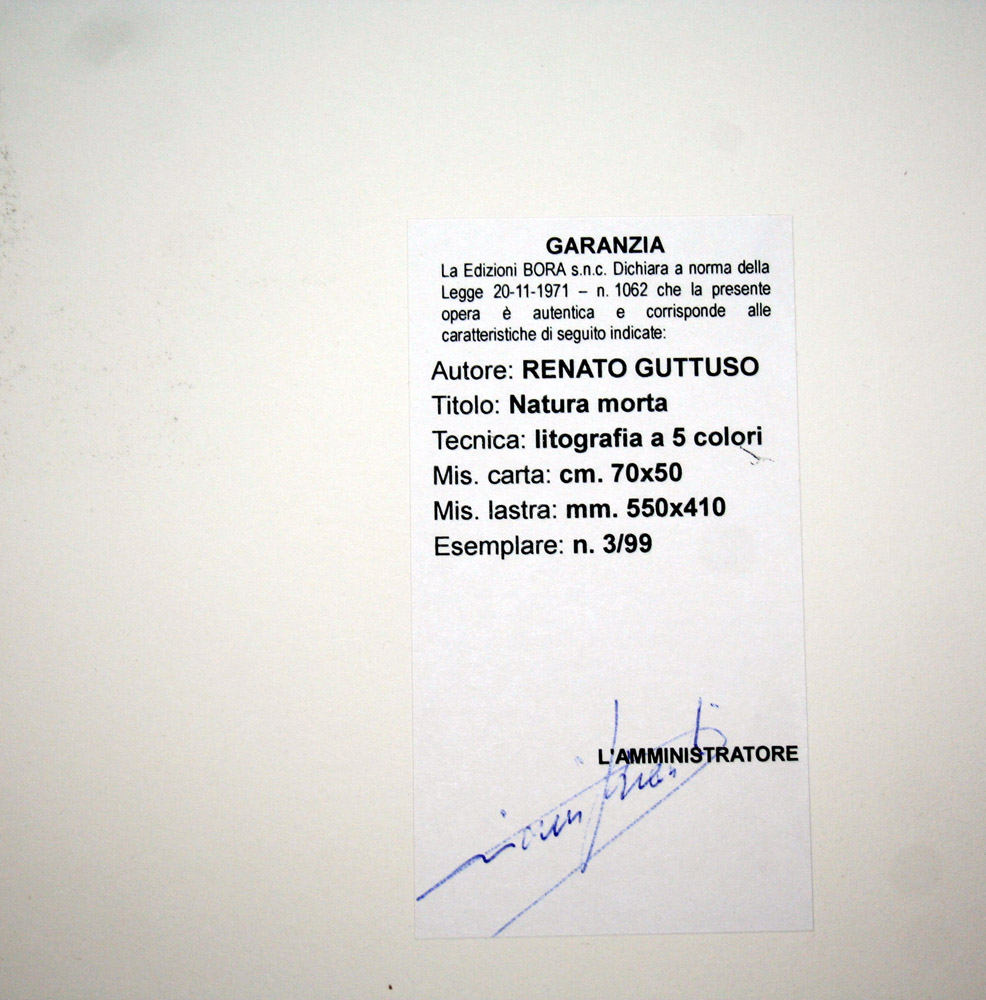 GARANZIA
La Edizioni BORA s.n.c. Dichiara a norma della
Legge 20-11-1971 – n. 1062 che la presente
opera è autentica e corrisponde alle
caratteristiche di seguito indicate:
Autore: RENATO GUTTUSO
Titolo: Natura morta
Tecnica: litografia a 5 colori
Mis. carta: cm. 70x50
Mis. lastra: mm. 550x410
Esemplare: n. 3/99
L'AMMINISTRATORE